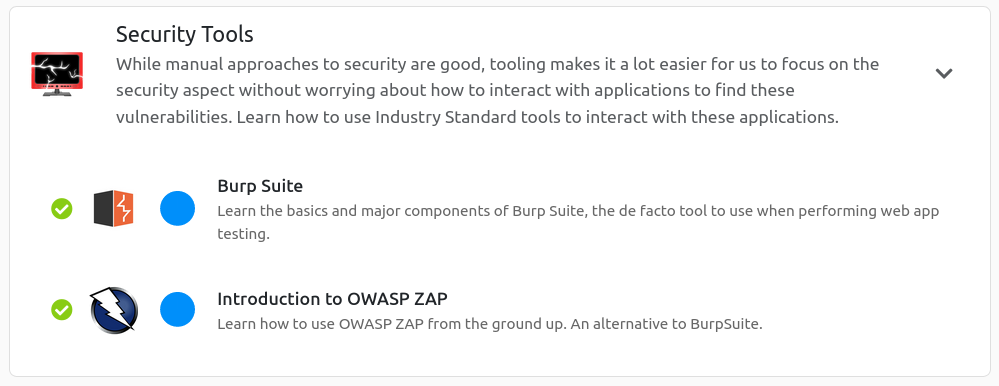 Security Tools
While manual approaches to security are good, tooling makes it a lot easier for us to focus on the
security aspect without worrying about how to interact with applications to find these
vulnerabilities. Learn how to use Industry Standard tools to interact with these applications.
Burp Suite
Learn the basics and major components of Burp Suite, the de facto tool to use when performing web app
testing.
Introduction to OWASP ZAP
Learn how to use OWASP ZAP from the ground up. An alternative to BurpSuite.